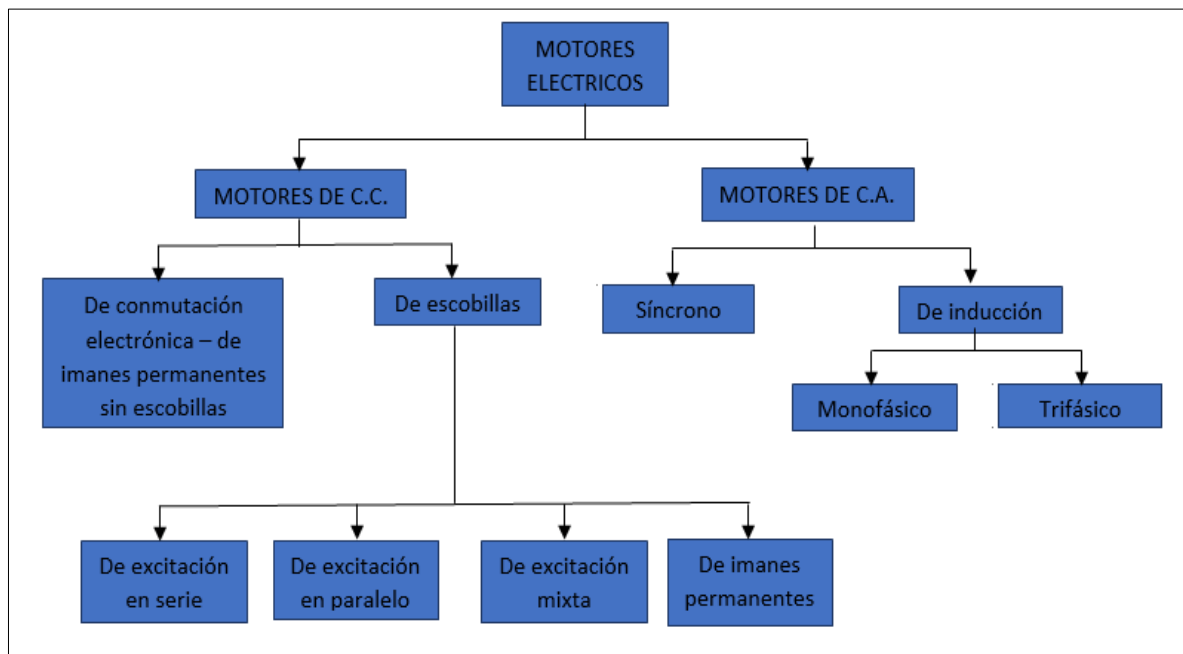 MOTORES
ELECTRICOS
MOTORES DE C.C.
MOTORES DE C.A.
De conmutación
electrónica – de
imanes permanentes
sin escobillas
De escobillas
Síncrono
De inducción
Monofásico
Trifásico
De excitación
en serie
De excitación
en paralelo
De excitación
mixta
De imanes
permanentes